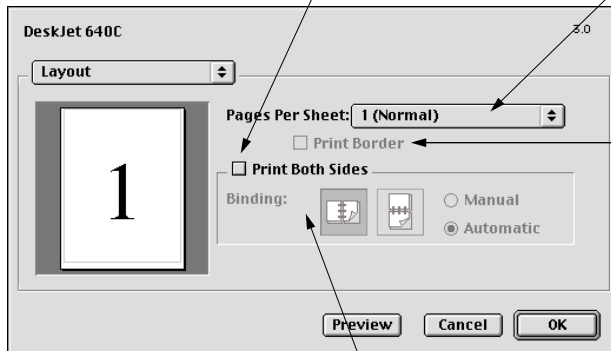 DeskJet 640C 3.0
Layout
Pages Per Sheet: 1 (Normal)
Print Border
1
Print Both Sides
Binding:
Manual
Automatic
Preview Cancel OK